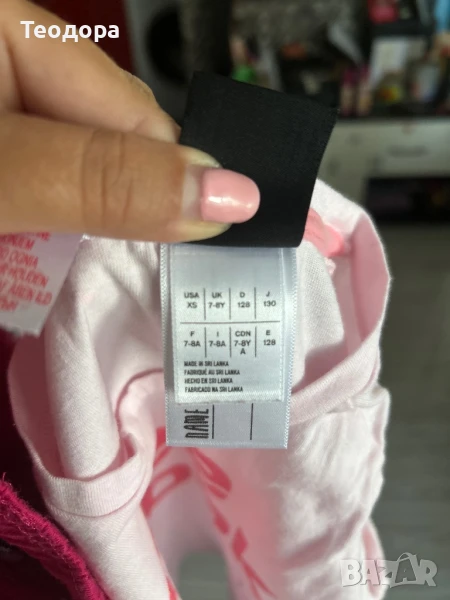 Теодора
USA UK D J
XS 7-8Y 128 130
F I CDN E
7-8A 7-8A 7-8Y 128
A
MADE IN SRI LANKA
FABRIQUÉ AU SRI LANKA
HECHO EN SRI LANKA
FABRICADO NA SRI LANKA
NAME
BAZAR